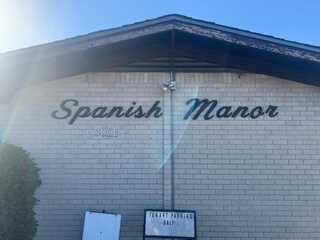 Spanish Manor
TENANT PARKING
ONLY